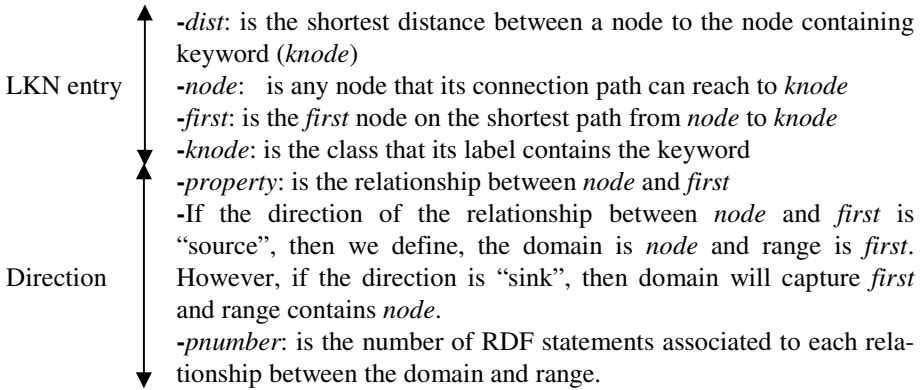 -dist: is the shortest distance between a node to the node containing
keyword (knode)
LKN entry
-node: is any node that its connection path can reach to knode
-first: is the first node on the shortest path from node to knode
-knode: is the class that its label contains the keyword
-property: is the relationship between node and first
-If the direction of the relationship between node and first is
“source”, then we define, the domain is node and range is first.
Direction
However, if the direction is “sink”, then domain will capture first
and range contains node.
-pnumber: is the number of RDF statements associated to each rela-
tionship between the domain and range.